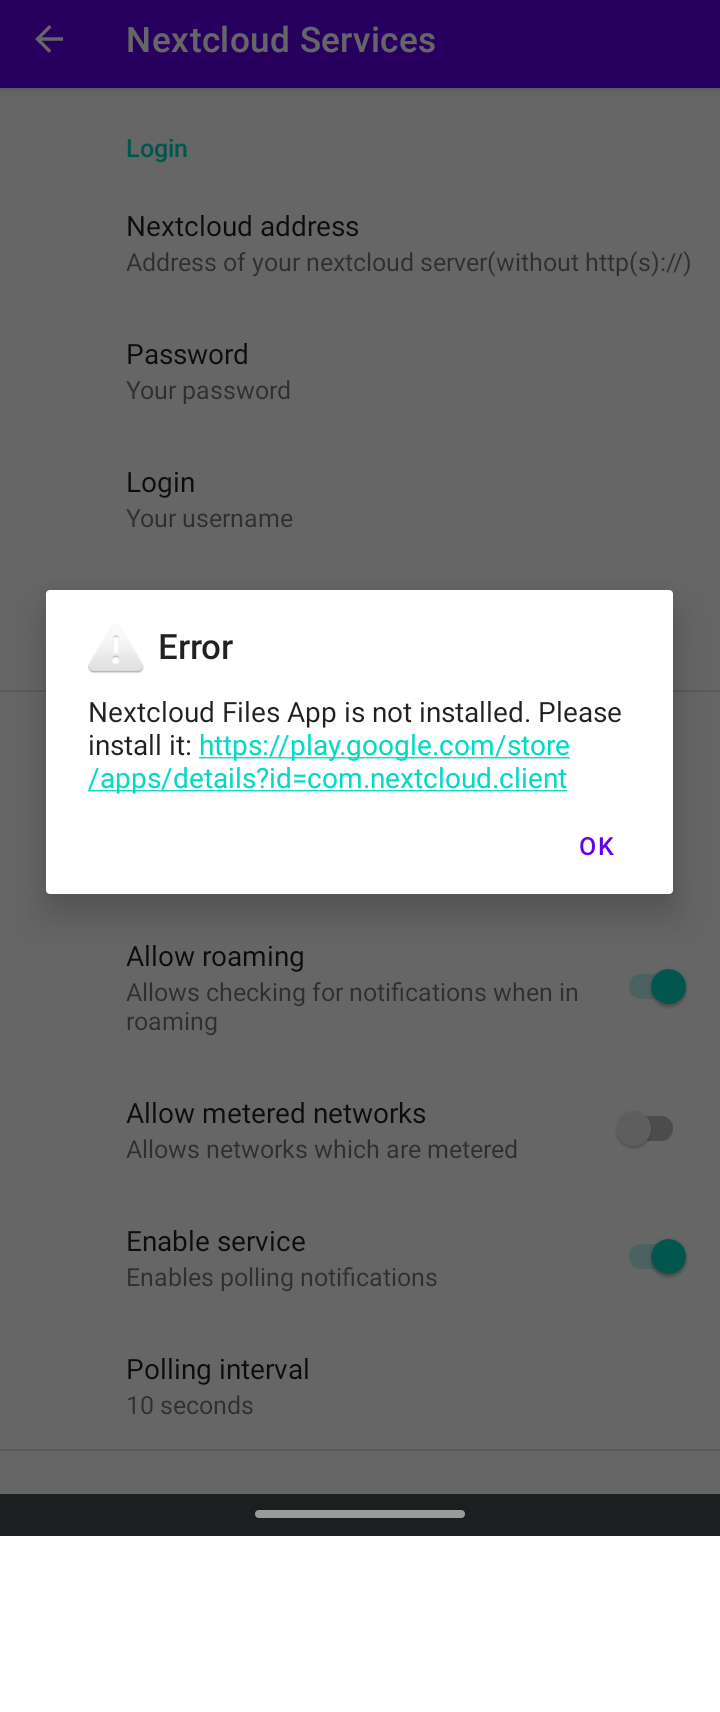 Nextcloud Services
Login
Nextcloud address
Address of your nextcloud server(without http(s)://)
Password
Your password
Login
Your username
Error
Nextcloud Files App is not installed. Please
install it: https://play.google.com/store
/apps/details?id=com.nextcloud.client
OK
Allow roaming
Allows checking for notifications when in
roaming
Allow metered networks
Allows networks which are metered
Enable service
Enables polling notifications
Polling interval
10 seconds